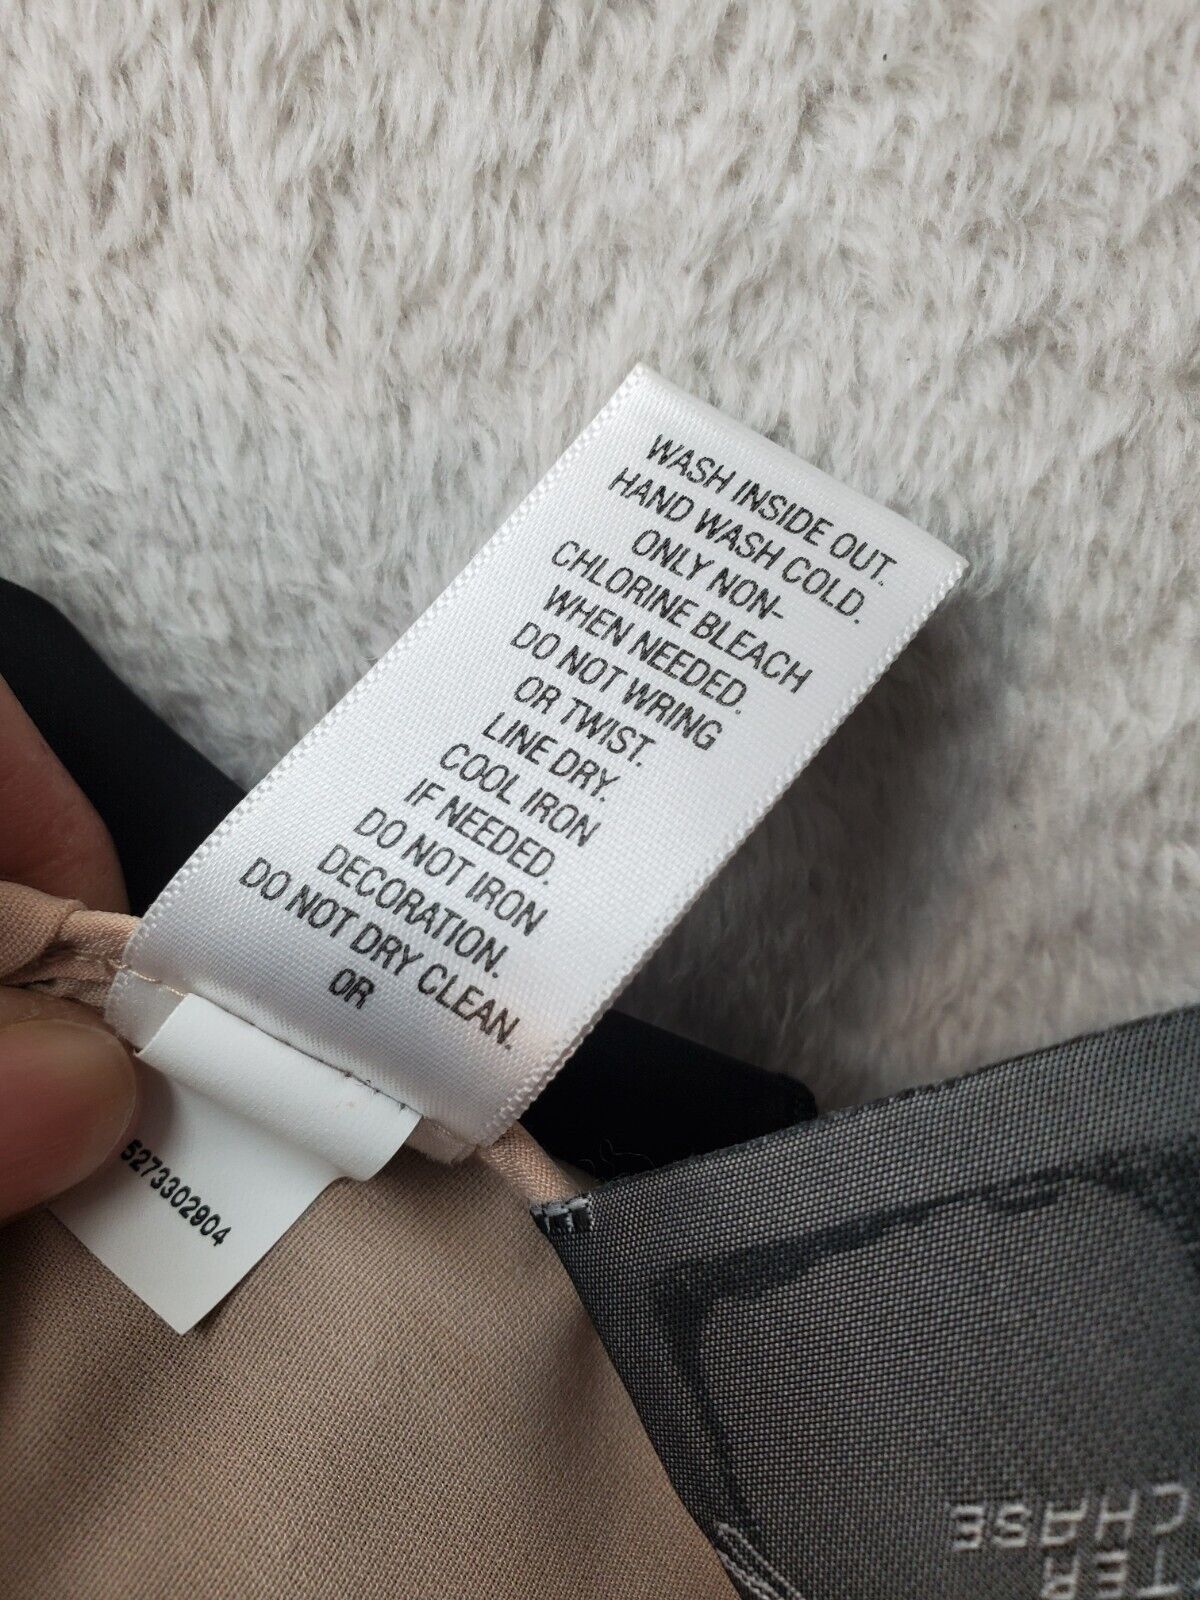 WASH INSIDE OUT.
HAND WASH COLD.
ONLY NON-
CHLORINE BLEACH
WHEN NEEDED.
DO NOT WRING
OR TWIST.
LINE DRY.
COOL IRON
IF NEEDED.
DO NOT IRON
DECORATION.
DO NOT DRY CLEAN.
OR
5273302904
CHASE